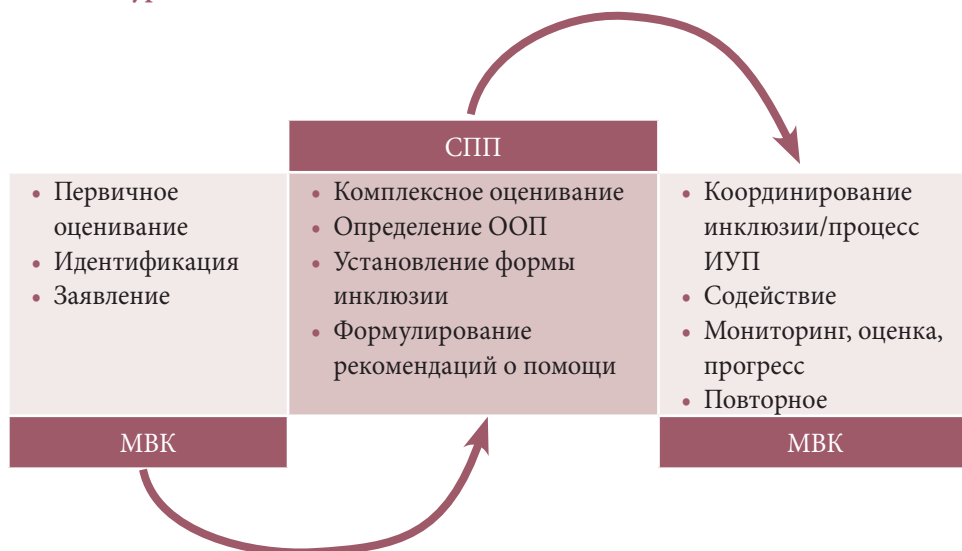 СПП
• Первичное
оценивание
• Идентификация
• Заявление
МВК
• Комплексное оценивание
• Определение ООП
• Установление формы
инклюзии
• Формулирование
рекомендаций о помощи
• Координирование
инклюзии/процесс
ИУП
• Содействие
• Мониторинг, оценка,
прогресс
• Повторное
МВК